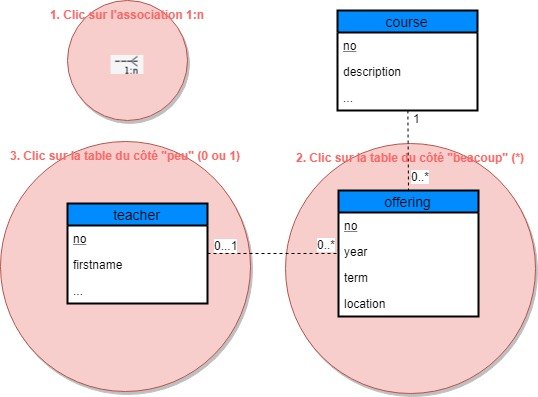 1. Clic sur l'association 1:n
1:n
course
no
description
...
1
3. Clic sur la table du côté "peu" (0 ou 1)
2. Clic sur la table du côté "beacoup" (*)
0..*
teacher
no
firstname
...
0...1
0..*
offering
no
year
term
location